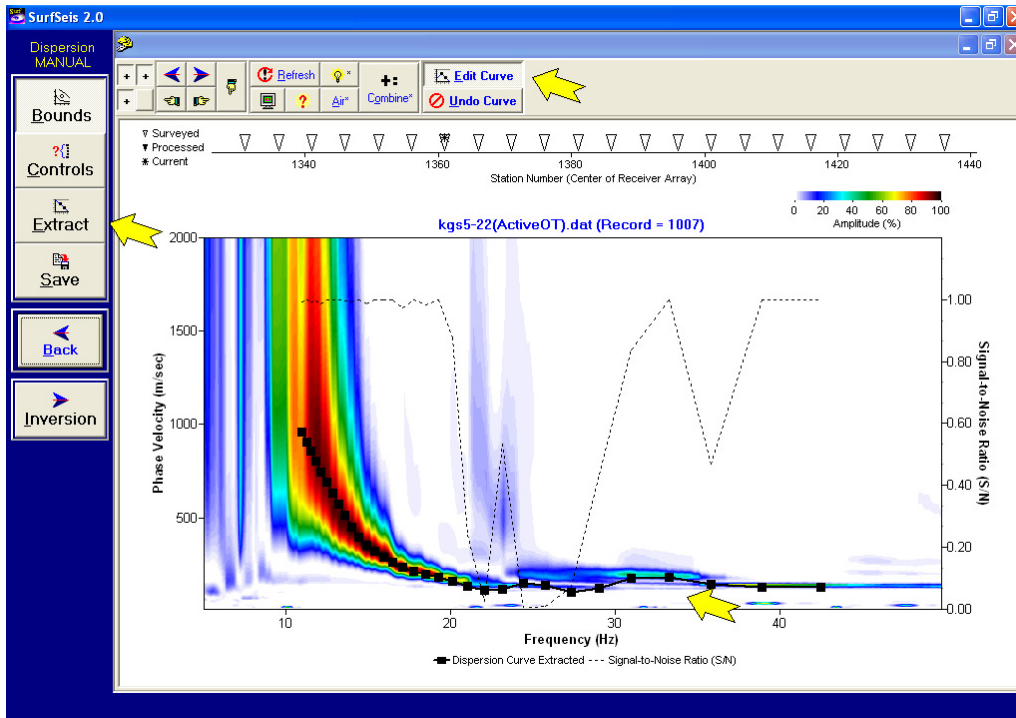 SurfSeis 2.0
Dispersion
MANUAL
Bounds
Controls
Extract
Save
Back
Inversion
Refresh
Air*
Combine*
Edit Curve
Undo Curve
Surveyed
Processed
Current
1340 1360 1380 1400 1420 1440
Station Number (Center of Receiver Array)
0 20 40 60 80 100
Amplitude (%)
kgs5-22(ActiveOT).dat (Record = 1007)
2000
1500
1000
500
Phase Velocity (m/sec)
1.00
0.80
0.60
0.40
0.20
0.00
Signal-to-Noise Ratio (S/N)
10 20 30 40
Frequency (Hz)
Dispersion Curve Extracted --- Signal-to-Noise Ratio (S/N)